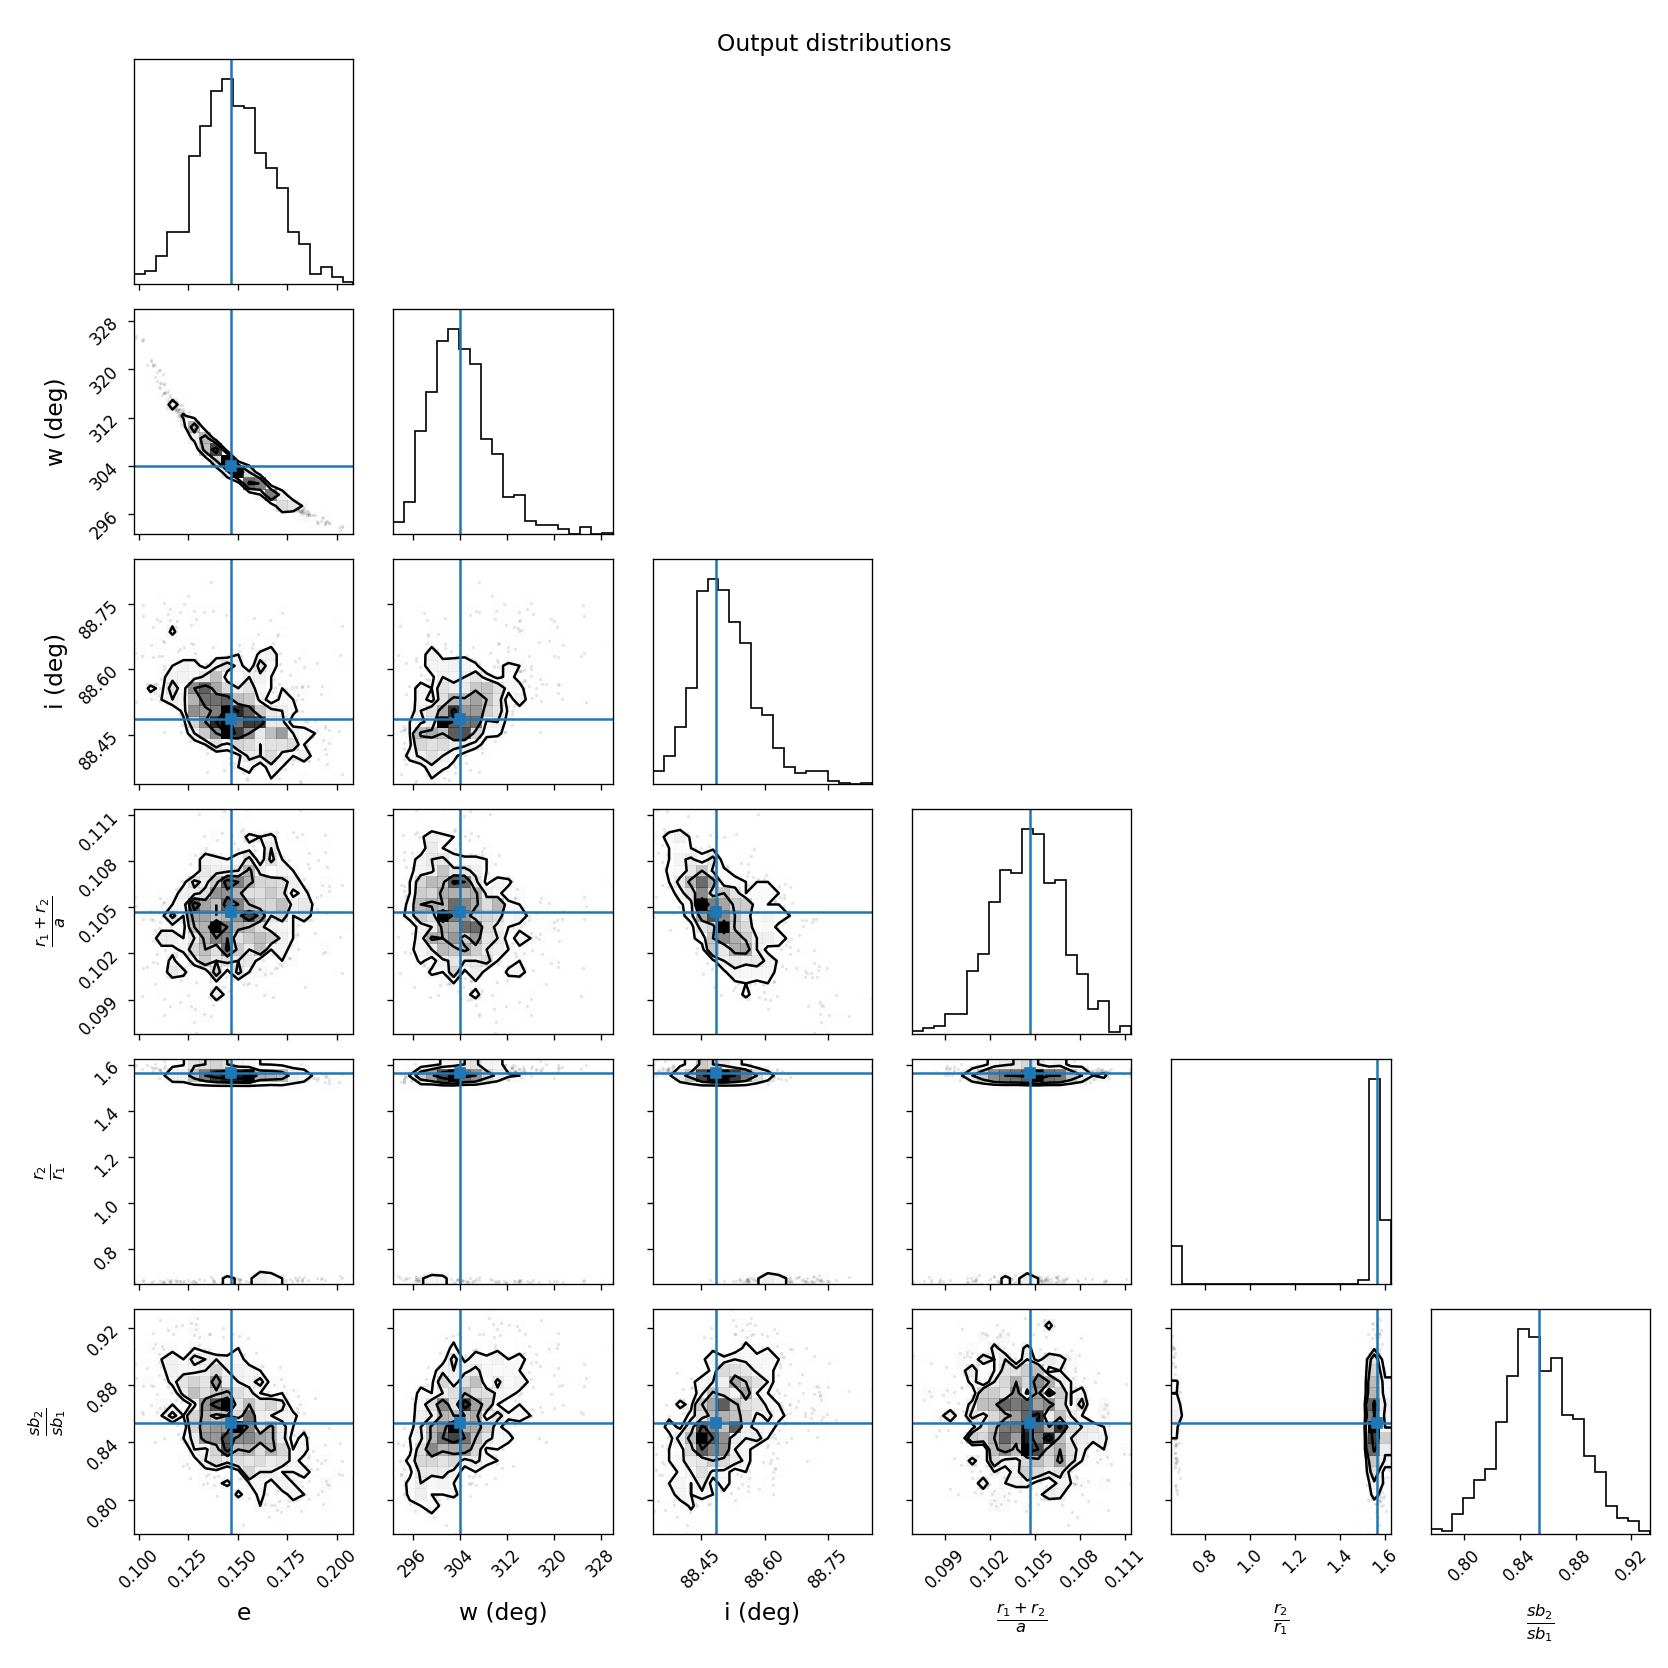 Output distributions
w (deg)
328
320
312
304
296
i (deg)
88.75
88.60
88.45
r₁ + r₂
a
0.111
0.108
0.105
0.102
0.099
r₂
r₁
1.6
1.4
1.2
1.0
0.8
sb₂
sb₁
0.92
0.88
0.84
0.80
0.100 0.125 0.150 0.175 0.200 296 304 312 320 328 88.45 88.60 88.75 0.099 0.102 0.105 0.108 0.111 0.8 1.0 1.2 1.4 1.6 0.80 0.84 0.88 0.92
e w (deg) i (deg) r₁ + r₂ r₂ sb₂
a r₁ sb₁